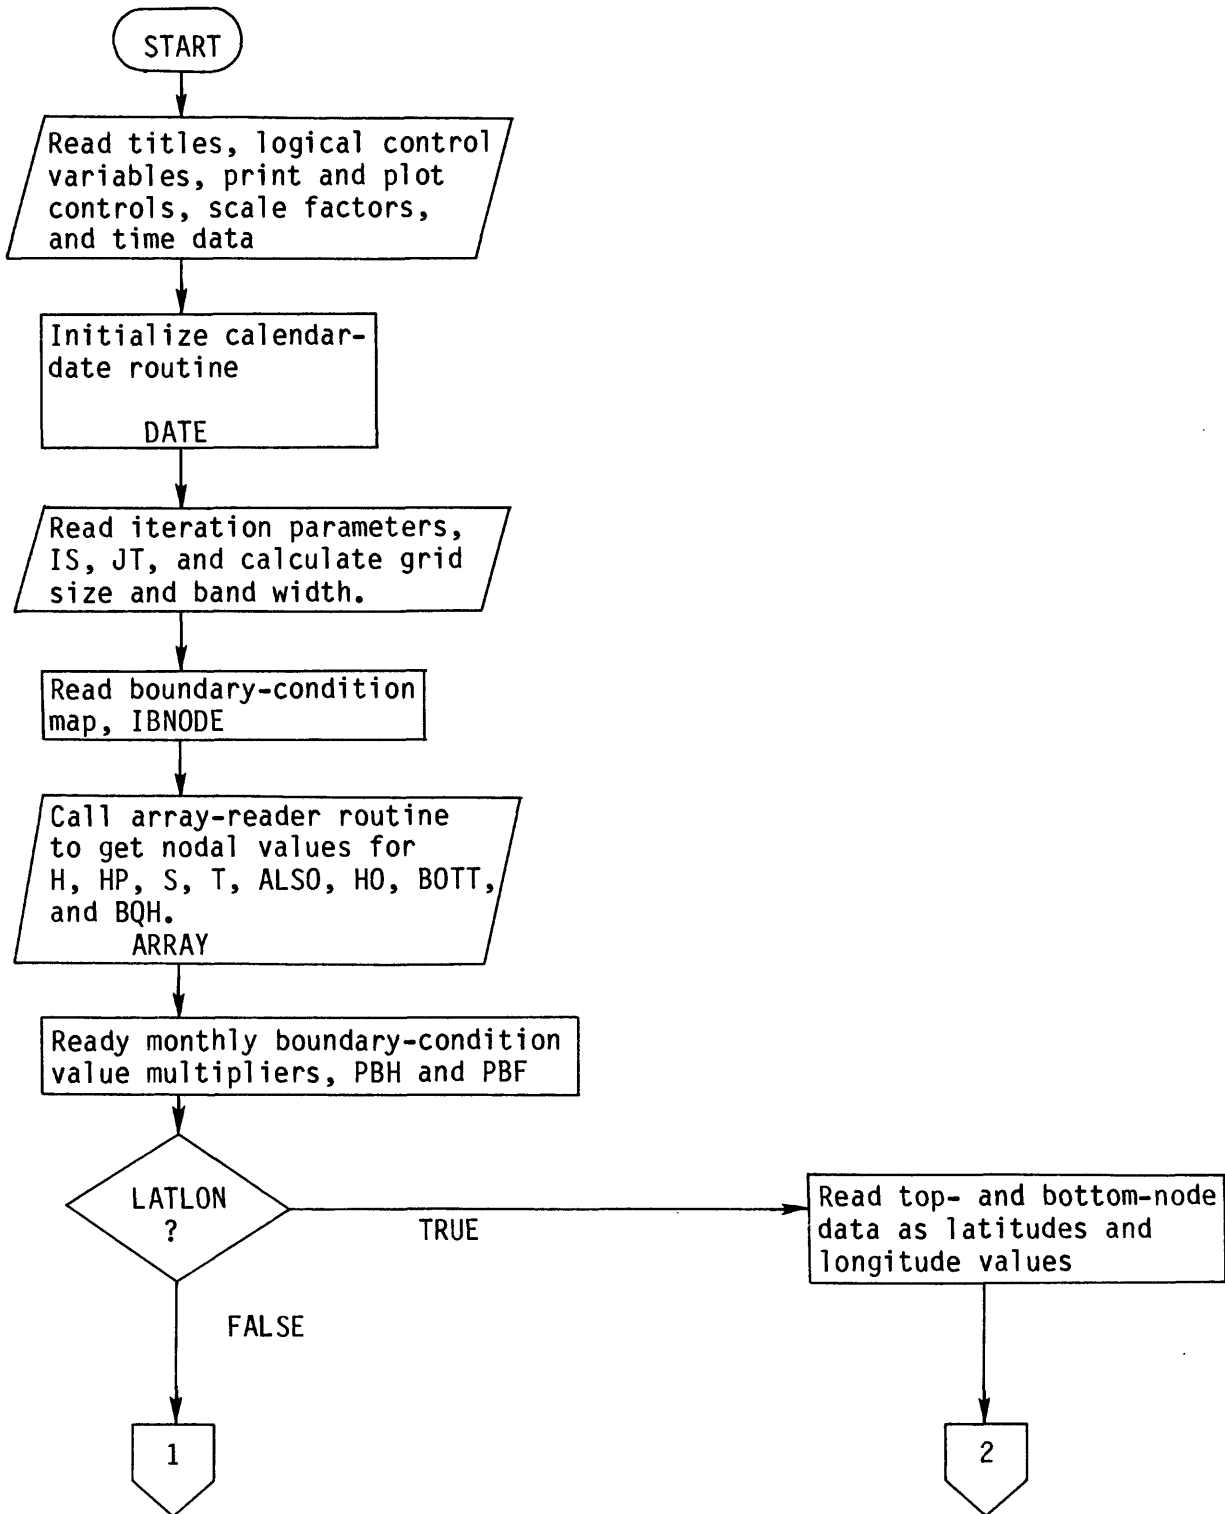 START
Read titles, logical control
variables, print and plot
controls, scale factors,
and time data
Initialize calendar-
date routine
DATE
Read iteration parameters,
IS, JT, and calculate grid
size and band width.
Read boundary-condition
map, IBNODE
Call array-reader routine
to get nodal values for
H, HP, S, T, ALSO, HO, BOTT,
and BQH.
ARRAY
Ready monthly boundary-condition
value multipliers, PBH and PBF
LATLON
?
TRUE
Read top- and bottom-node
data as latitudes and
longitude values
FALSE
1
2